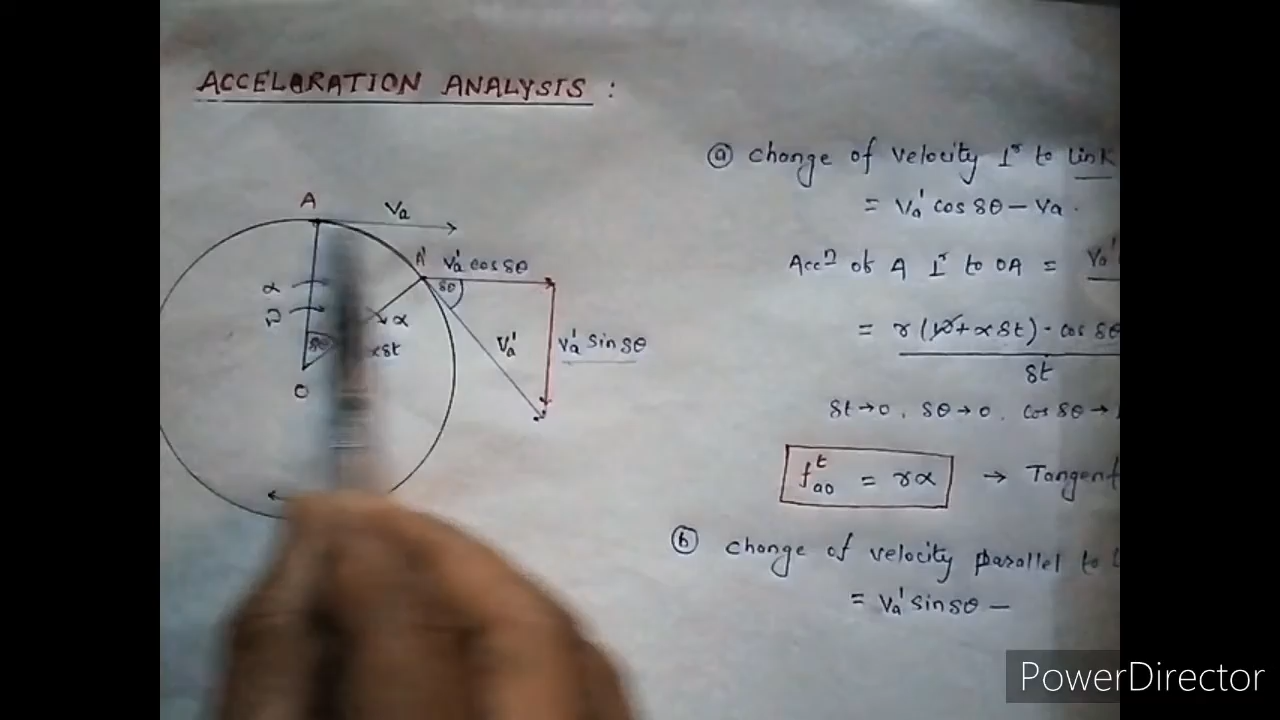 ACCELERATION ANALYSIS :
A
Va
A'
Va' cos δθ
δθ
α
ω
α
δθ
αδt
O
Va'
Va' sin δθ
ⓐ Change of velocity ⊥r to Link
= Va' cos δθ - Va .
Accn of A ⊥r to OA = Va'
= r (ω + α δt) . cos δθ
δt
δt → 0 , δθ → 0 , cos δθ →
f t ao = rα → Tangent
ⓑ Change of velocity parallel to
= Va' sin δθ —
PowerDirector